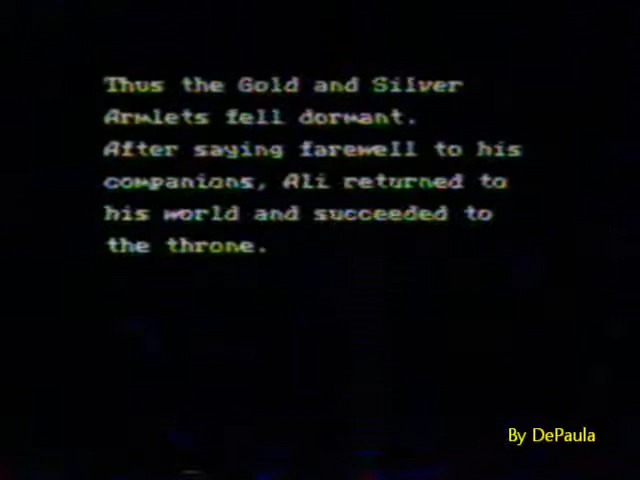 Thus the Gold and Silver
Armlets fell dormant.
After saying farewell to his
companions, Ali returned to
his world and succeeded to
the throne.
By DePaula